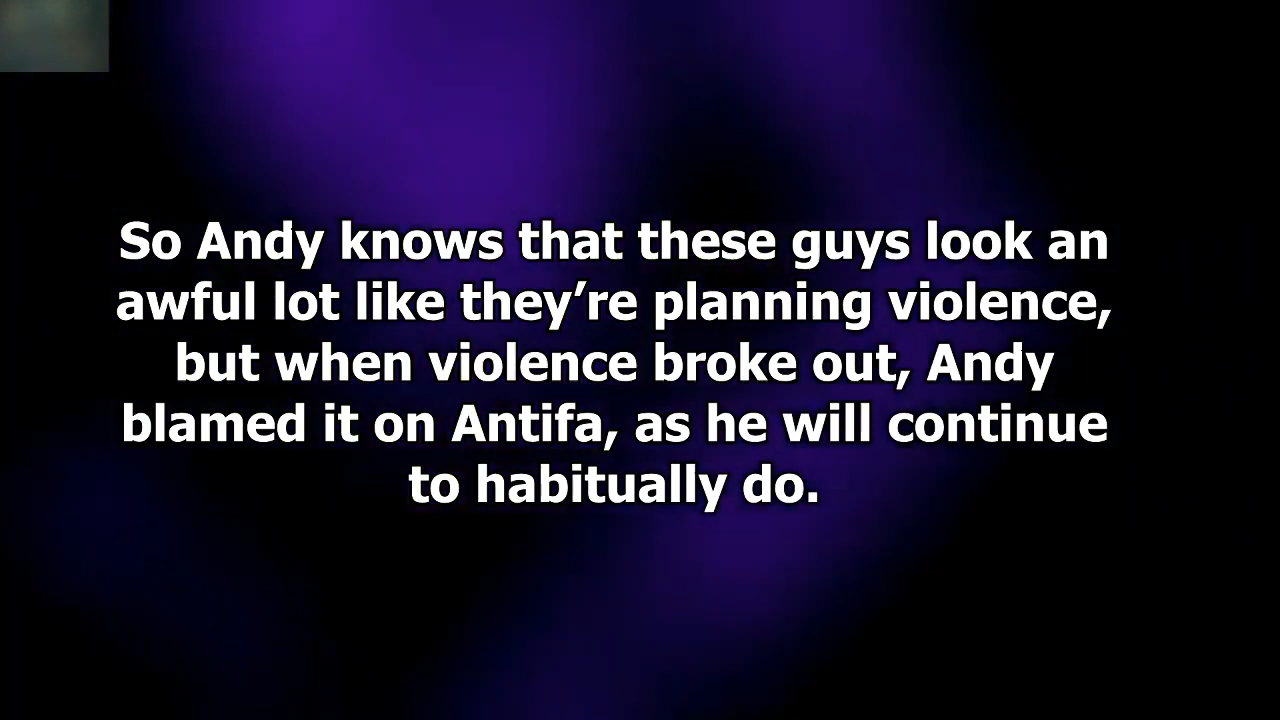 So Andy knows that these guys look an
awful lot like they’re planning violence,
but when violence broke out, Andy
blamed it on Antifa, as he will continue
to habitually do.